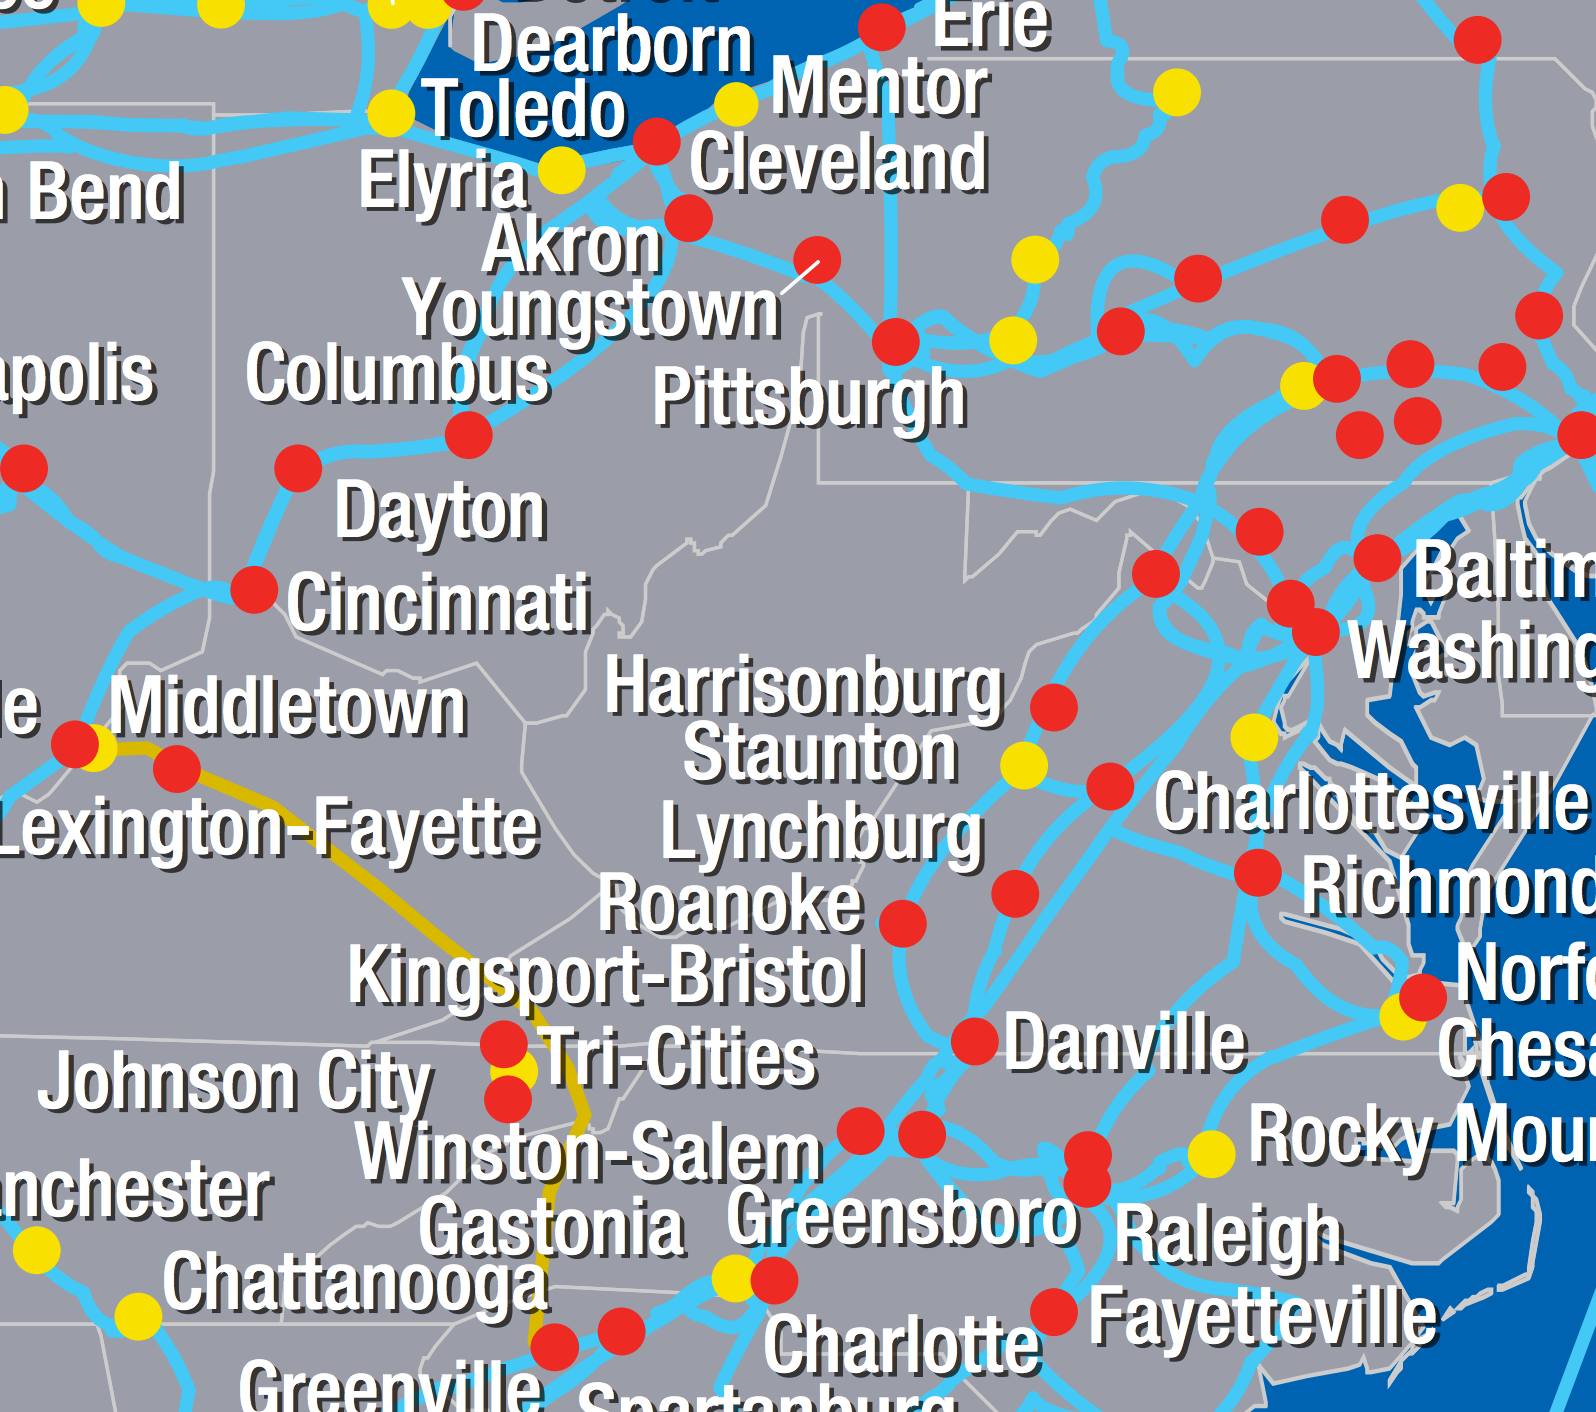 Erie
Dearborn
Mentor
Toledo
Cleveland
Elyria
Bend
Akron
Youngstown
Columbus
Pittsburgh
Dayton
Cincinnati
Harrisonburg
Middletown
Staunton
Lexington-Fayette
Lynchburg
Charlottesville
Roanoke
Richmond
Kingsport-Bristol
Danville
Tri-Cities
Johnson City
Winston-Salem
Greensboro
Gastonia
Raleigh
Chattanooga
Charlotte
Fayetteville
Greenville
Spartanburg
Rocky